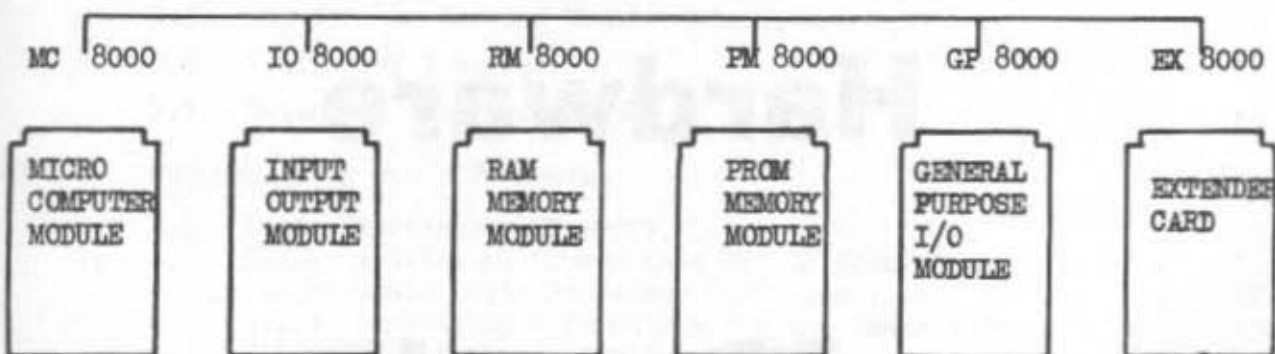 MC 8000 IO 8000 RM 8000 PM 8000 GP 8000 EX 8000
MICRO
COMPUTER
MODULE
INPUT
OUTPUT
MODULE
RAM
MEMORY
MODULE
PROM
MEMORY
MODULE
GENERAL
PURPOSE
I/O
MODULE
EXTENDER
CARD